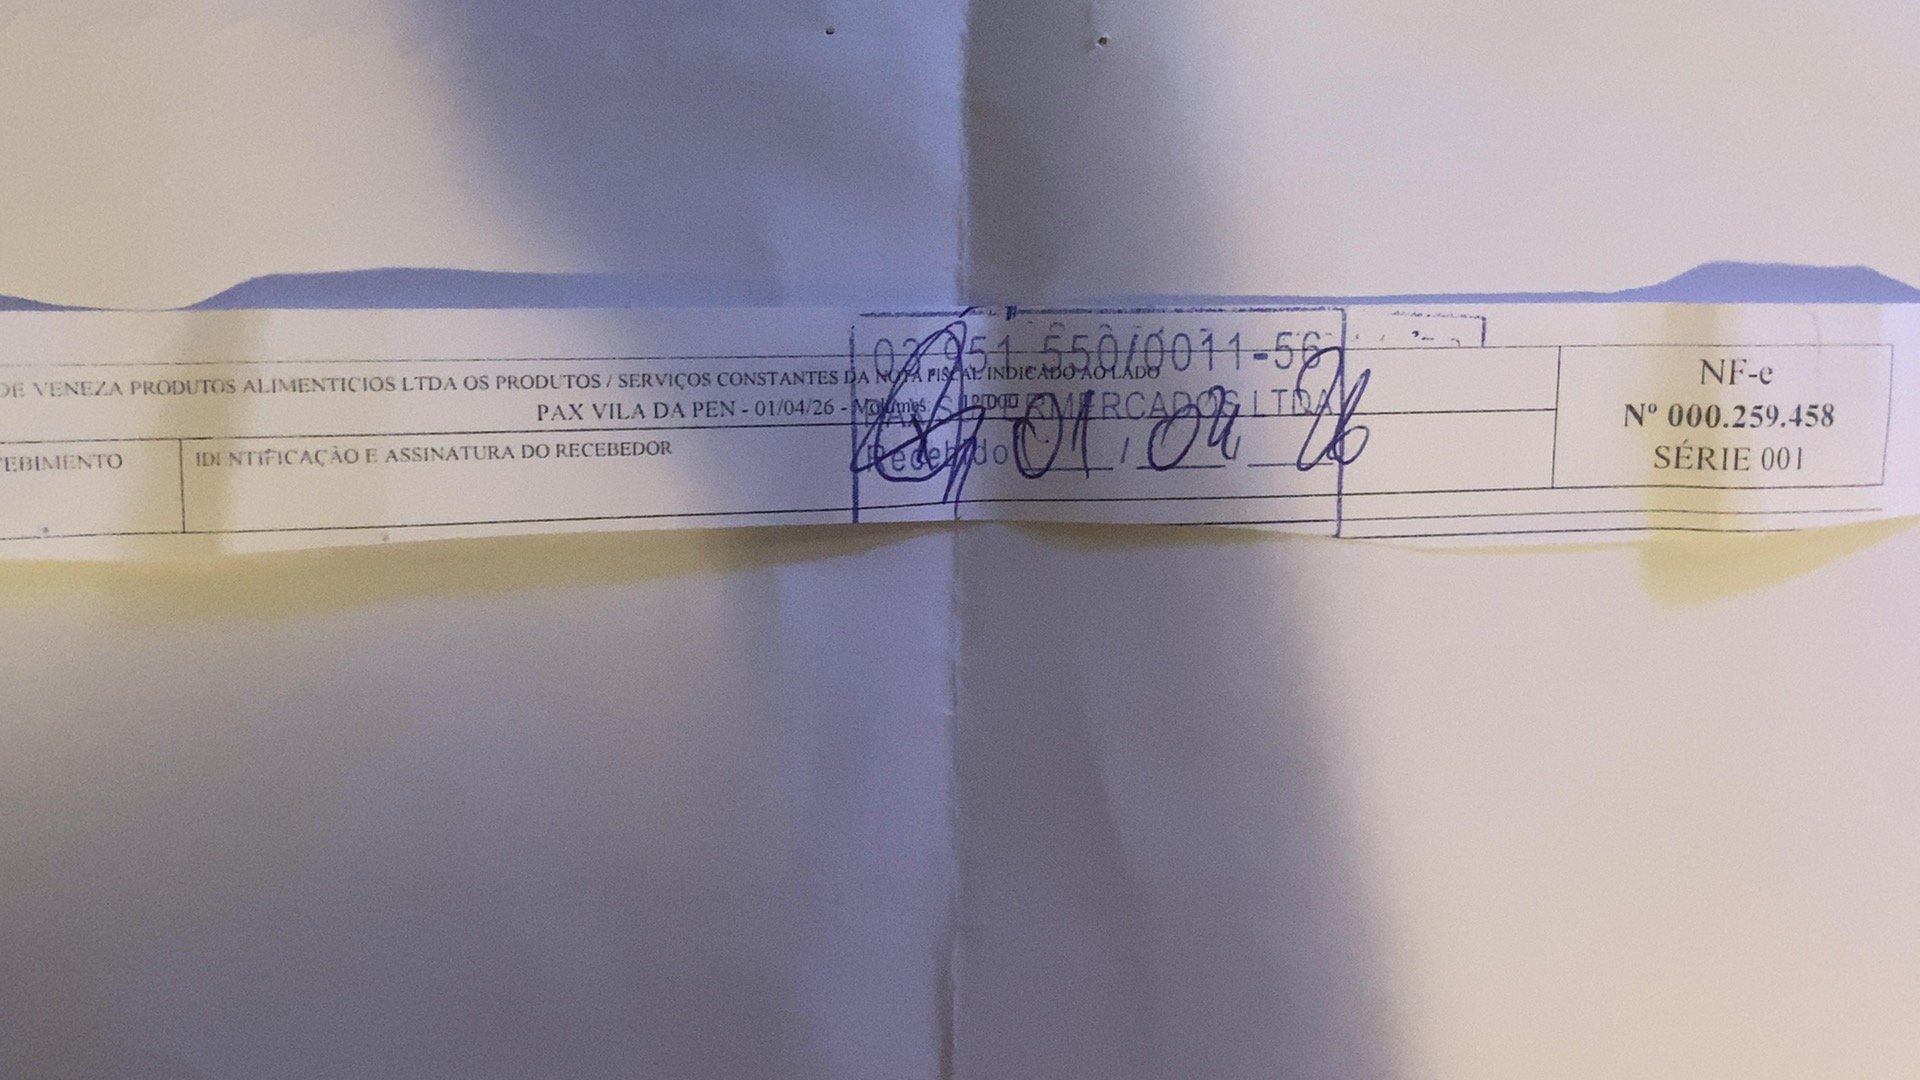 DE VENEZA PRODUTOS ALIMENTICIOS LTDA OS PRODUTOS / SERVIÇOS CONSTANTES DA NOTA FISCAL INDICADO AO LADO
PAX VILA DA PEN - 01/04/26 - Volumes:
EBIMENTO
IDENTIFICAÇÃO E ASSINATURA DO RECEBEDOR
NF-e
Nº 000.259.458
SÉRIE 001
951 550/0011-56
SUPERMERCADOS LTDA
Recebido 01 / 04 / 26